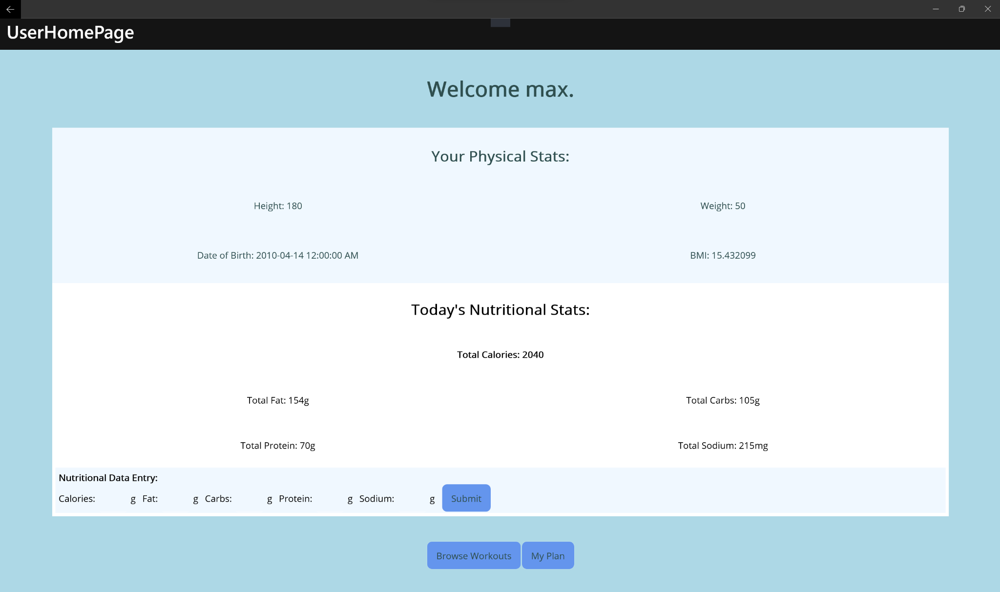 UserHomePage
Welcome max.
Your Physical Stats:
Height: 180 Weight: 50
Date of Birth: 2010-04-14 12:00:00 AM BMI: 15.432099
Today's Nutritional Stats:
Total Calories: 2040
Total Fat: 154g Total Carbs: 105g
Total Protein: 70g Total Sodium: 215mg
Nutritional Data Entry:
Calories: g Fat: g Carbs: g Protein: g Sodium: g Submit
Browse Workouts My Plan